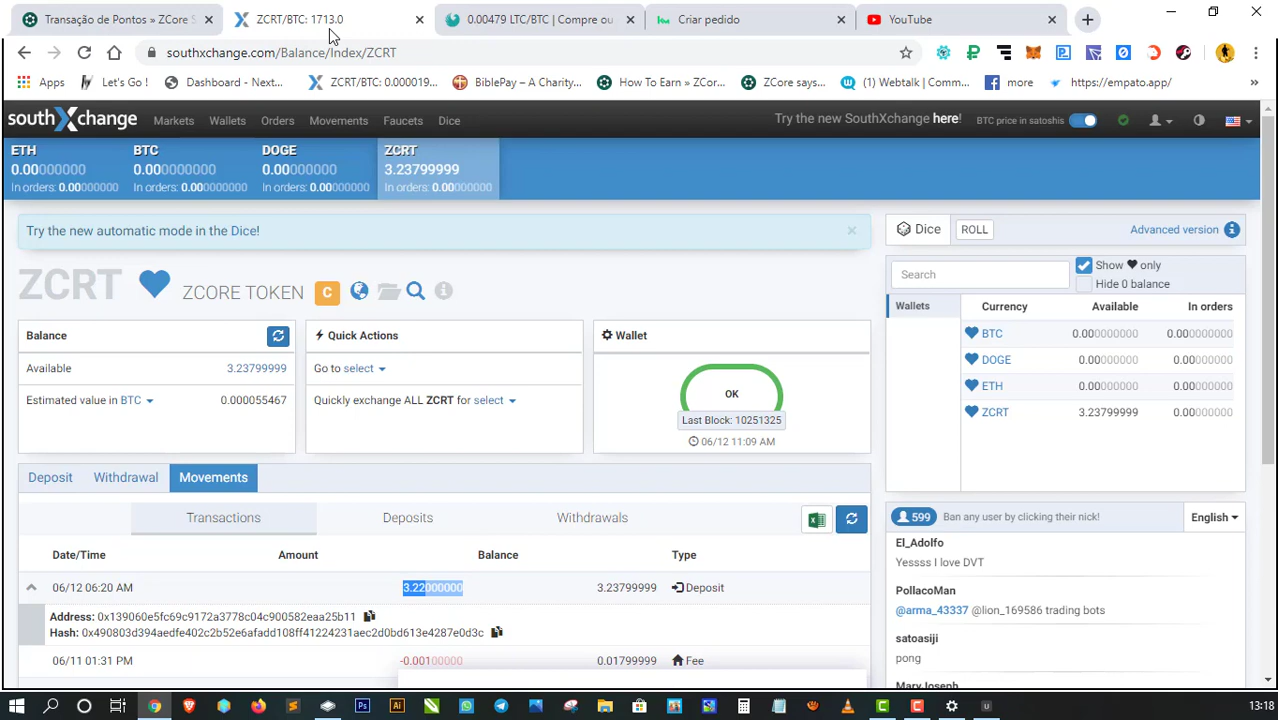 Transação de Pontos » ZCore S
ZCRT/BTC: 1713.0
0.00479 LTC/BTC | Compre ou
Criar pedido
YouTube
southxchange.com/Balance/Index/ZCRT
Apps
Let's Go !
Dashboard - Next...
ZCRT/BTC: 0.000019...
BiblePay – A Charity...
How To Earn » ZCor...
ZCore says...
(1) Webtalk | Comm...
more
https://empato.app/
southXchange
Markets
Wallets
Orders
Movements
Faucets
Dice
Try the new SouthXchange here!
BTC price in satoshis
ETH
BTC
DOGE
ZCRT
0.00000000
0.00000000
0.00000000
3.23799999
In orders: 0.00000000
In orders: 0.00000000
In orders: 0.00000000
In orders: 0.00000000
Try the new automatic mode in the Dice!
×
Dice
ROLL
Advanced version
ZCRT
ZCORE TOKEN
C
Search
Show ♥ only
Hide 0 balance
Balance
Quick Actions
Wallet
Wallets
Currency
Available
In orders
BTC
0.00000000
0.00000000
DOGE
0.00000000
0.00000000
ETH
0.00000000
0.00000000
ZCRT
3.23799999
0.00000000
Available
3.23799999
Estimated value in BTC
0.000055467
Go to select
Quickly exchange ALL ZCRT for select
OK
Last Block: 10251325
06/12 11:09 AM
Deposit
Withdrawal
Movements
Transactions
Deposits
Withdrawals
Date/Time
Amount
Balance
Type
06/12 06:20 AM
3.22000000
3.23799999
Deposit
Address: 0x139060e5fc69c9172a3778c04c900582eaa25b11
Hash: 0x490803d394aedfe402c2b52e6afadd108ff41224231aec2d0bd613e4287e0d3c
06/11 01:31 PM
-0.00100000
0.01799999
Fee
599
Ban any user by clicking their nick!
English
El_Adolfo
Yessss I love DVT
PollacoMan
@arma_43337 @lion_169586 trading bots
satoasiji
pong
MaryJoseph
13:18